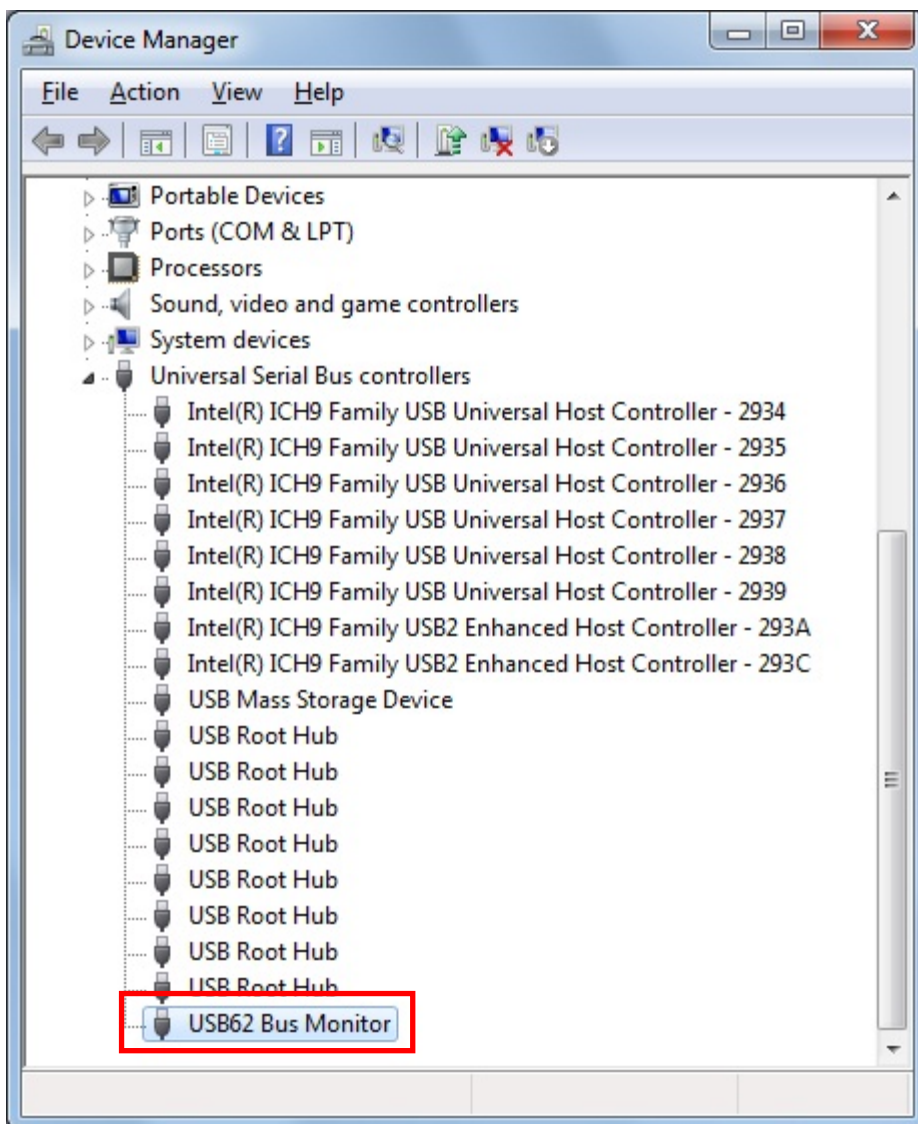 Device Manager
File Action View Help
Portable Devices
Ports (COM & LPT)
Processors
Sound, video and game controllers
System devices
Universal Serial Bus controllers
Intel(R) ICH9 Family USB Universal Host Controller - 2934
Intel(R) ICH9 Family USB Universal Host Controller - 2935
Intel(R) ICH9 Family USB Universal Host Controller - 2936
Intel(R) ICH9 Family USB Universal Host Controller - 2937
Intel(R) ICH9 Family USB Universal Host Controller - 2938
Intel(R) ICH9 Family USB Universal Host Controller - 2939
Intel(R) ICH9 Family USB2 Enhanced Host Controller - 293A
Intel(R) ICH9 Family USB2 Enhanced Host Controller - 293C
USB Mass Storage Device
USB Root Hub
USB Root Hub
USB Root Hub
USB Root Hub
USB Root Hub
USB Root Hub
USB Root Hub
USB Root Hub
USB62 Bus Monitor